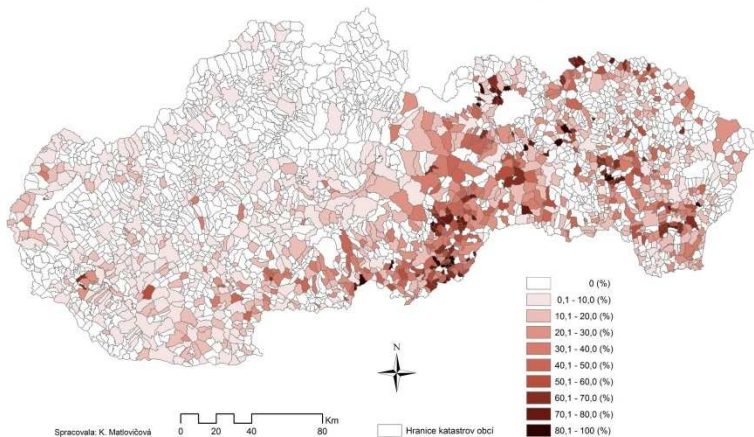 0 (%)
0,1 - 10,0 (%)
10,1 - 20,0 (%)
20,1 - 30,0 (%)
30,1 - 40,0 (%)
40,1 - 50,0 (%)
50,1 - 60,0 (%)
60,1 - 70,0 (%)
70,1 - 80,0 (%)
80,1 - 100 (%)
N
Spracovala: K. Matlovičová
Km
0 20 40 80
Hranice katastrov obcí